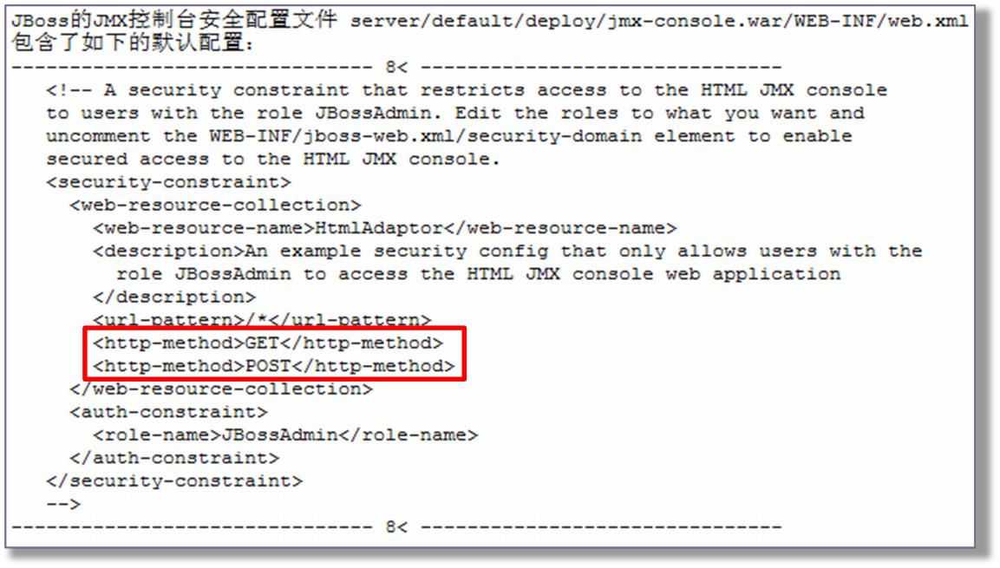 JBoss的JMX控制台安全配置文件 server/default/deploy/jmx-console.war/WEB-INF/web.xml
包含了如下的默认配置：
------------------------------- 8< -------------------------------
<!-- A security constraint that restricts access to the HTML JMX console
to users with the role JBossAdmin. Edit the roles to what you want and
uncomment the WEB-INF/jboss-web.xml/security-domain element to enable
secured access to the HTML JMX console.
<security-constraint>
<web-resource-collection>
<web-resource-name>HtmlAdaptor</web-resource-name>
<description>An example security config that only allows users with the
role JBossAdmin to access the HTML JMX console web application
</description>
<url-pattern>/*</url-pattern>
<http-method>GET</http-method>
<http-method>POST</http-method>
</web-resource-collection>
<auth-constraint>
<role-name>JBossAdmin</role-name>
</auth-constraint>
</security-constraint>
-->
------------------------------- 8< -------------------------------